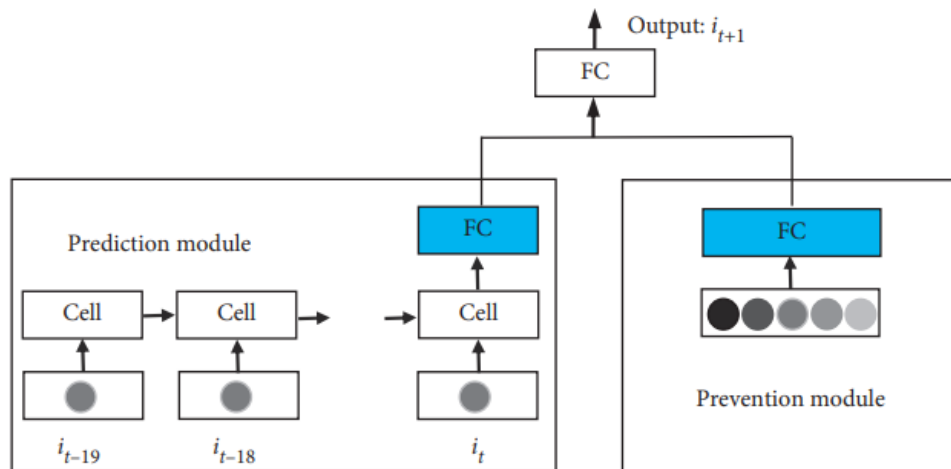 Output: i_{t+1}
FC
FC
FC
Prediction module
Cell
Cell
Cell
Prevention module
i_{t–19}
i_{t–18}
i_t